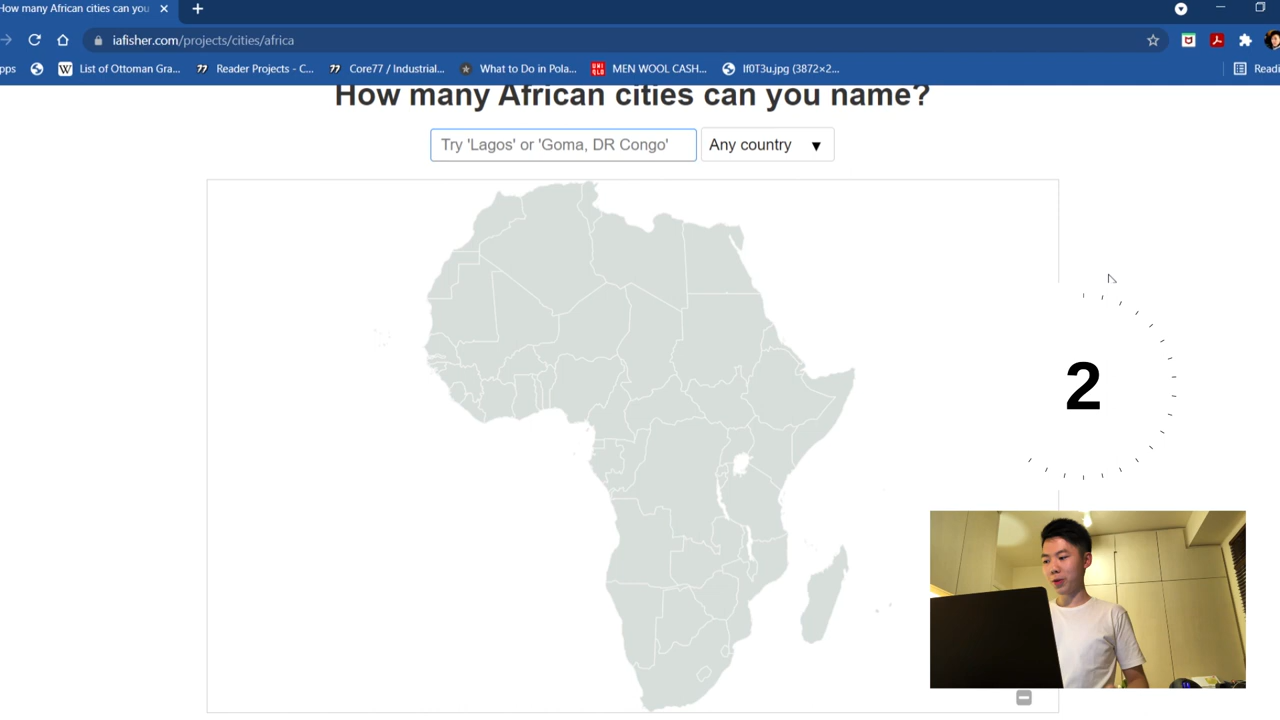 How many African cities can you
iafisher.com/projects/cities/africa
pps
W
List of Ottoman Gra...
Reader Projects - C...
Core77 / Industrial...
What to Do in Pola...
UNI QLO
MEN WOOL CASH...
If0T3u.jpg (3872×2...
Readi
How many African cities can you name?
Try 'Lagos' or 'Goma, DR Congo'
Any country
2